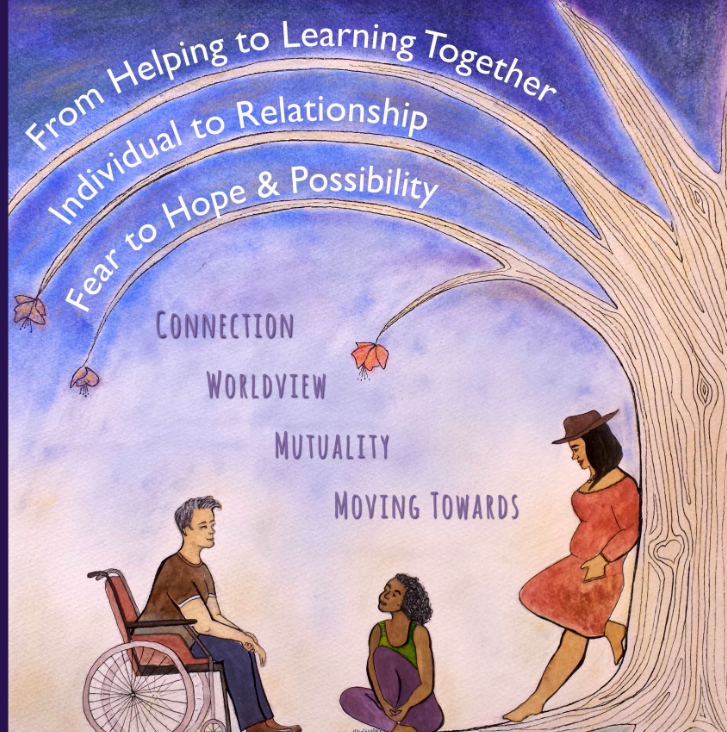 From Helping to Learning Together
Individual to Relationship
Fear to Hope & Possibility
CONNECTION
WORLDVIEW
MUTUALITY
MOVING TOWARDS